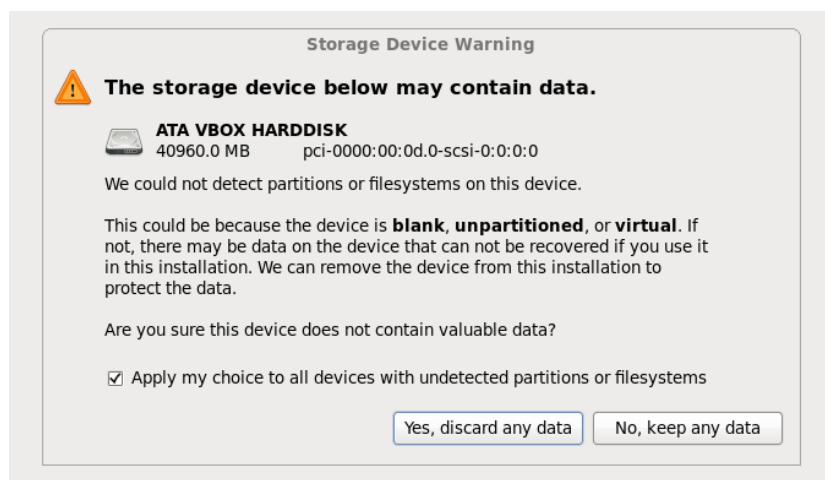 Storage Device Warning
The storage device below may contain data.
ATA VBOX HARDDISK
40960.0 MB pci-0000:00:0d.0-scsi-0:0:0:0
We could not detect partitions or filesystems on this device.
This could be because the device is blank, unpartitioned, or virtual. If
not, there may be data on the device that can not be recovered if you use it
in this installation. We can remove the device from this installation to
protect the data.
Are you sure this device does not contain valuable data?
Apply my choice to all devices with undetected partitions or filesystems
Yes, discard any data No, keep any data